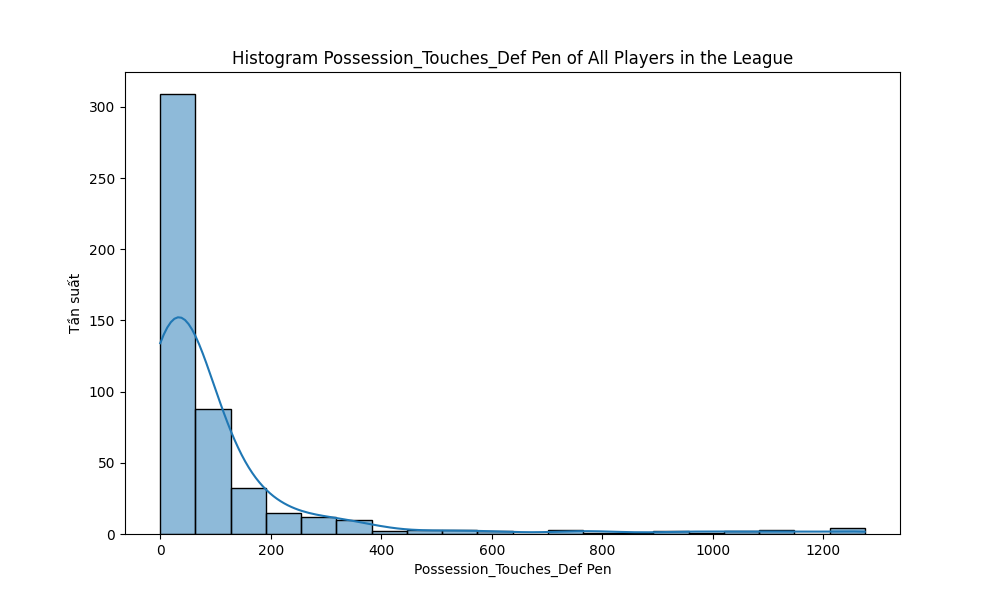 Histogram Possession_Touches_Def Pen of All Players in the League
300
250
200
150
100
50
0
Tần suất
0 200 400 600 800 1000 1200
Possession_Touches_Def Pen